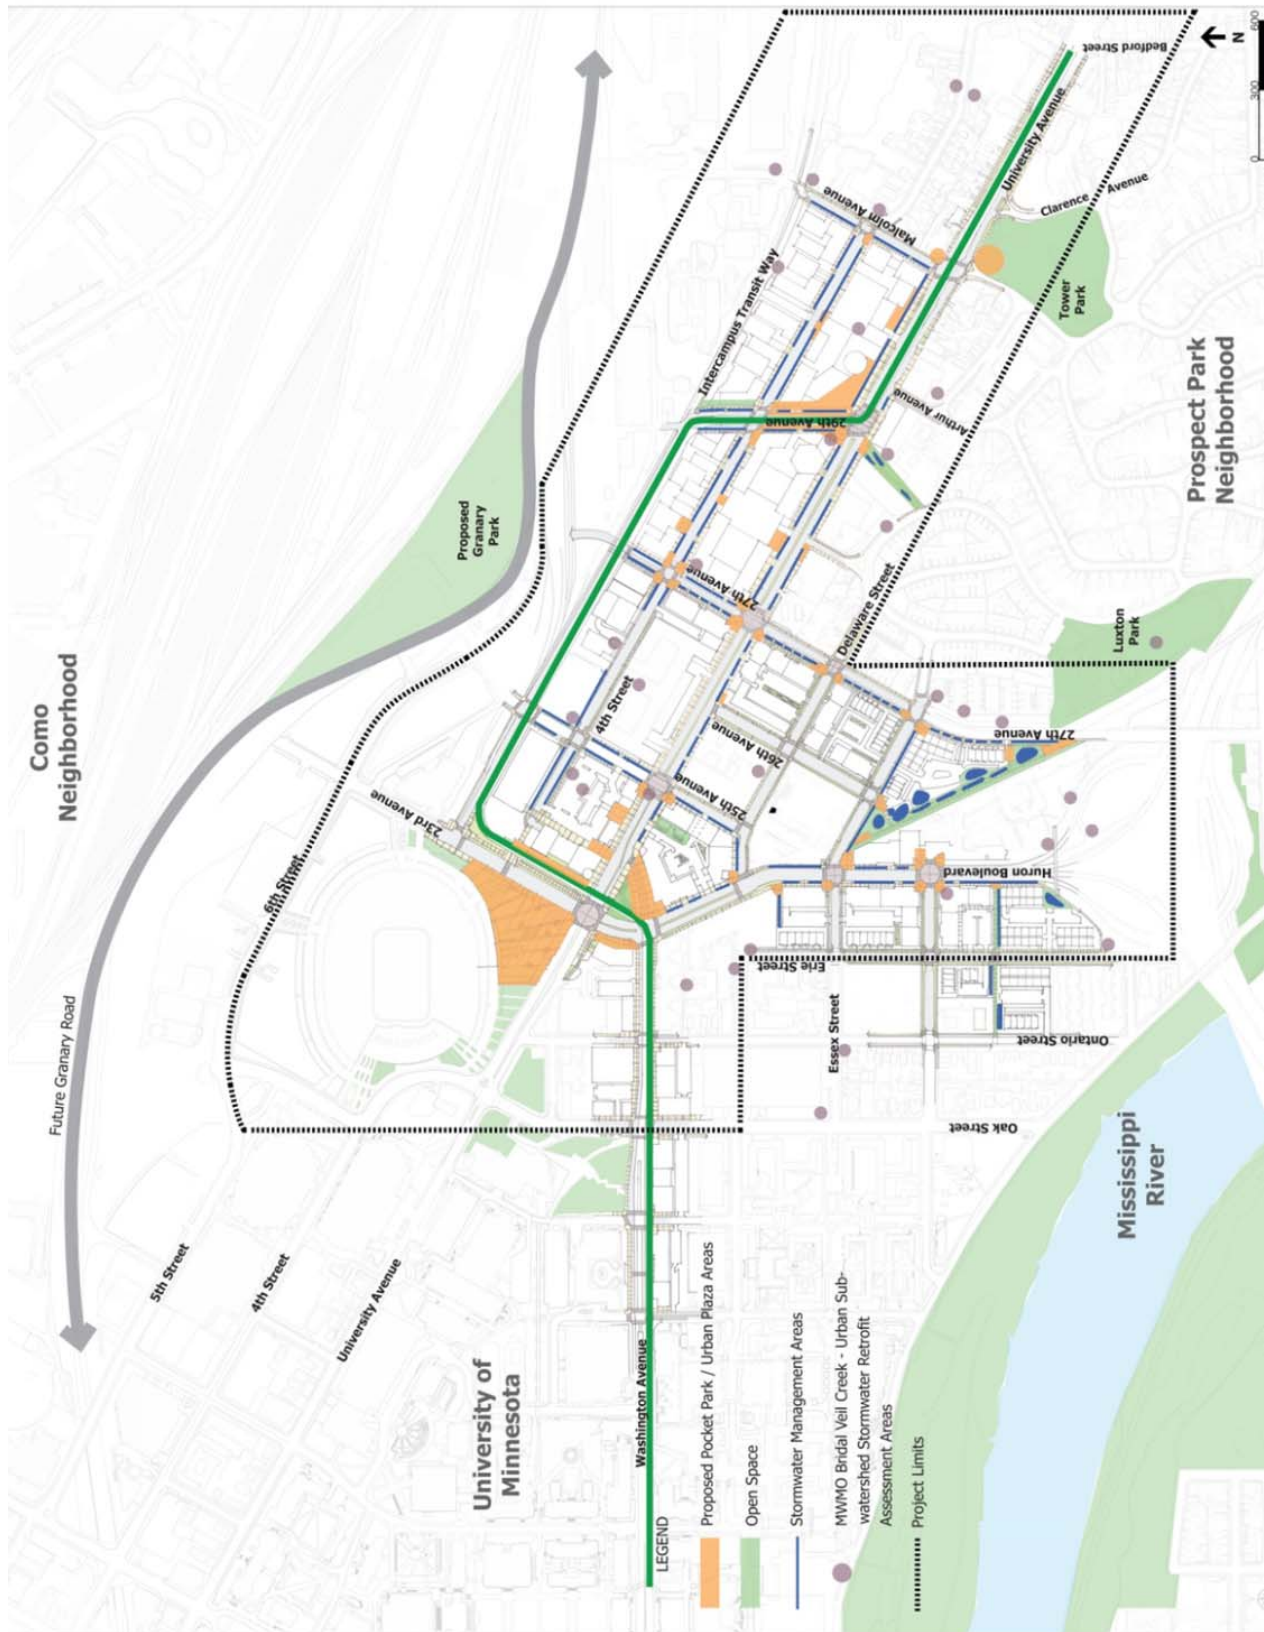 Como
Neighborhood
Future Granary Road
Proposed
Granary
Park
6th Street
23rd Avenue
5th Street
4th Street
University Avenue
University of
Minnesota
Washington Avenue
Intercampus Transit Way
Malcolm Avenue
29th Avenue
27th Avenue
4th Street
25th Avenue
26th Avenue
Delaware Street
Arthur Avenue
University Avenue
Bedford Street
Clarence Avenue
Tower
Park
Prospect Park
Neighborhood
Luxton
Park
27th Avenue
Huron Boulevard
Erie Street
Essex Street
Ontario Street
Oak Street
Mississippi
River
LEGEND
Proposed Pocket Park / Urban Plaza Areas
Open Space
Stormwater Management Areas
MWMO Bridal Veil Creek - Urban Sub-
watershed Stormwater Retrofit
Assessment Areas
Project Limits
N
0 300 600